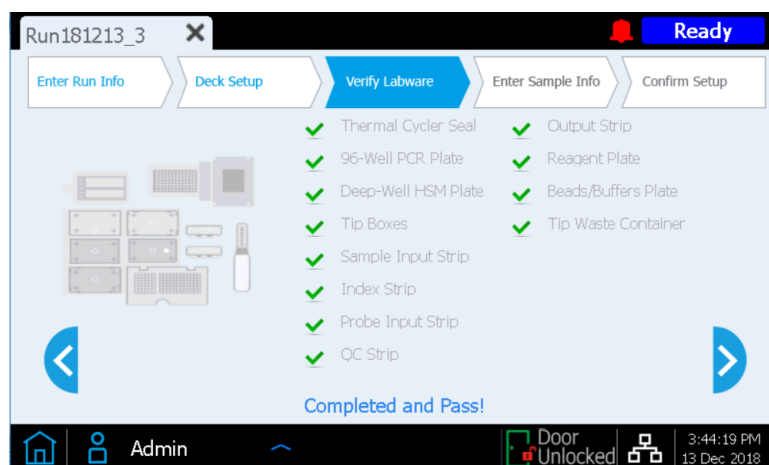 Run181213_3
Ready
Enter Run Info
Deck Setup
Verify Labware
Enter Sample Info
Confirm Setup
Thermal Cycler Seal
96-Well PCR Plate
Deep-Well HSM Plate
Tip Boxes
Sample Input Strip
Index Strip
Probe Input Strip
QC Strip
Output Strip
Reagent Plate
Beads/Buffers Plate
Tip Waste Container
Completed and Pass!
Admin
Door
Unlocked
3:44:19 PM
13 Dec 2018